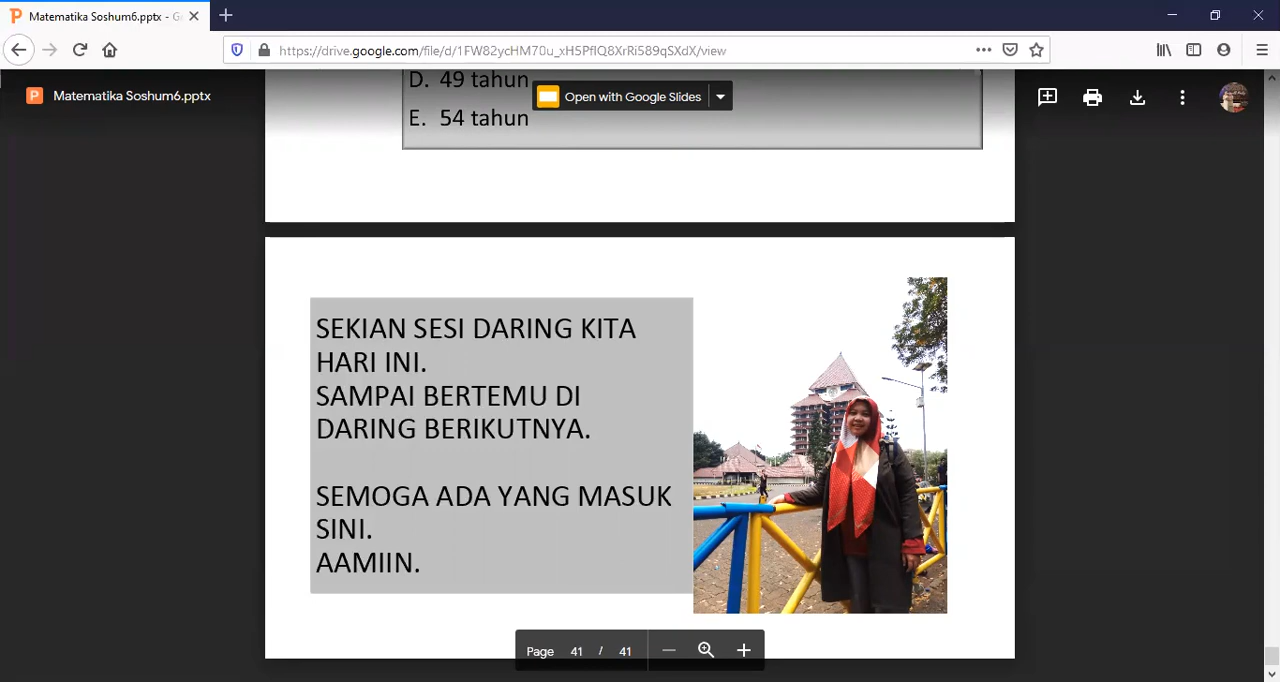 Matematika Soshum6.pptx - G
https://drive.google.com/file/d/1FW82ycHM70u_xH5PflQ8XrRi589qSXdX/view
Matematika Soshum6.pptx
Open with Google Slides
D. 49 tahun
E. 54 tahun
SEKIAN SESI DARING KITA
HARI INI.
SAMPAI BERTEMU DI
DARING BERIKUTNYA.
SEMOGA ADA YANG MASUK
SINI.
AAMIIN.
Page 41 / 41